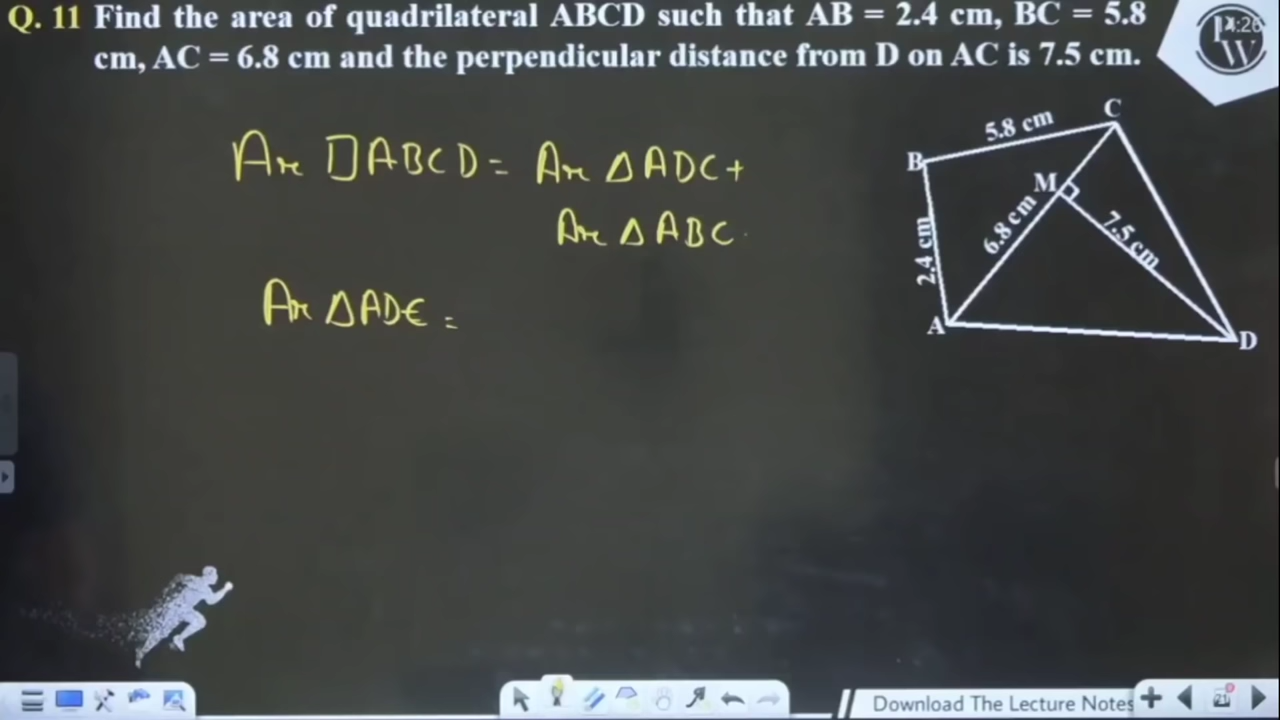 Q. 11 Find the area of quadrilateral ABCD such that AB = 2.4 cm, BC = 5.8
cm, AC = 6.8 cm and the perpendicular distance from D on AC is 7.5 cm.
Ar □ABCD = Ar ΔADC +
Ar ΔABC
Ar ΔADC =
C
5.8 cm
B
M
6.8 cm
7.5 cm
2.4 cm
A
D
Download The Lecture Notes
21